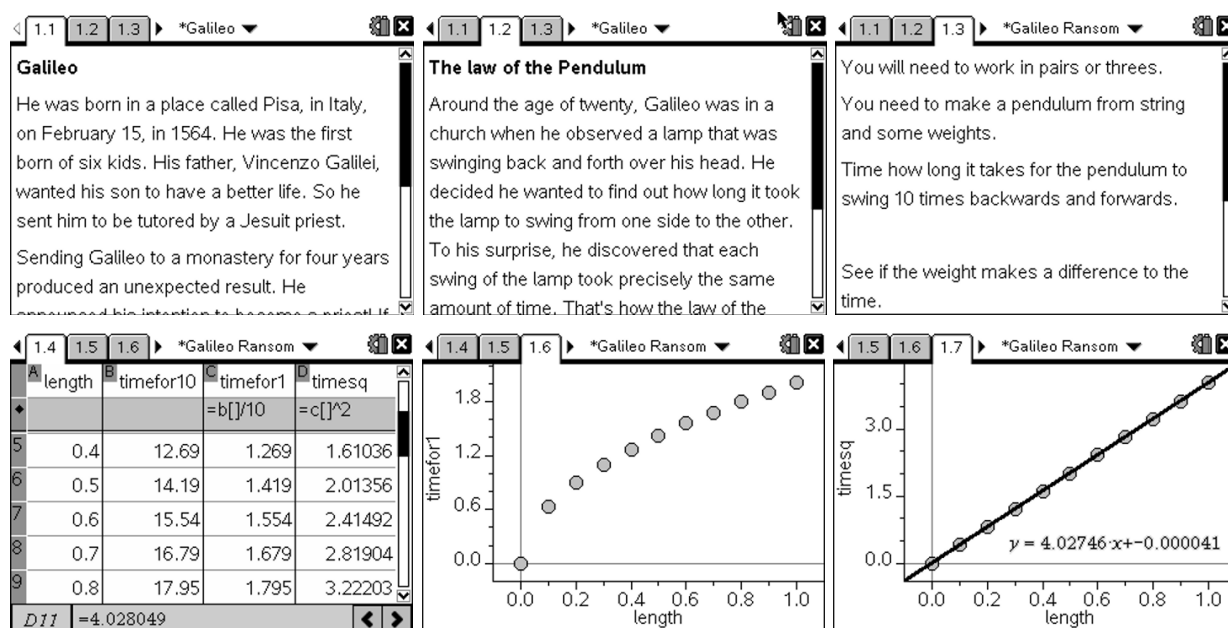 1.1 1.2 1.3 *Galileo
Galileo
He was born in a place called Pisa, in Italy,
on February 15, in 1564. He was the first
born of six kids. His father, Vincenzo Galilei,
wanted his son to have a better life. So he
sent him to be tutored by a Jesuit priest.
Sending Galileo to a monastery for four years
produced an unexpected result. He
announced his intention to become a priest! If
1.1 1.2 1.3 *Galileo
The law of the Pendulum
Around the age of twenty, Galileo was in a
church when he observed a lamp that was
swinging back and forth over his head. He
decided he wanted to find out how long it took
the lamp to swing from one side to the other.
To his surprise, he discovered that each
swing of the lamp took precisely the same
amount of time. That's how the law of the
1.1 1.2 1.3 *Galileo Ransom
You will need to work in pairs or threes.
You need to make a pendulum from string
and some weights.
Time how long it takes for the pendulum to
swing 10 times backwards and forwards.
See if the weight makes a difference to the
time.
1.4 1.5 1.6 *Galileo Ransom
A length B timefor10 C timefor1 D timesq
=b[]/10 =c[]^2
5 0.4 12.69 1.269 1.61036
6 0.5 14.19 1.419 2.01356
7 0.6 15.54 1.554 2.41492
8 0.7 16.79 1.679 2.81904
9 0.8 17.95 1.795 3.22203
D11 =4.028049
1.4 1.5 1.6 *Galileo Ransom
timefor1
1.8
1.2
0.6
0.0
0.0 0.2 0.4 0.6 0.8 1.0
length
1.5 1.6 1.7 *Galileo Ransom
timesq
3.0
1.5
0.0
y = 4.02746·x+-0.000041
0.0 0.2 0.4 0.6 0.8 1.0
length